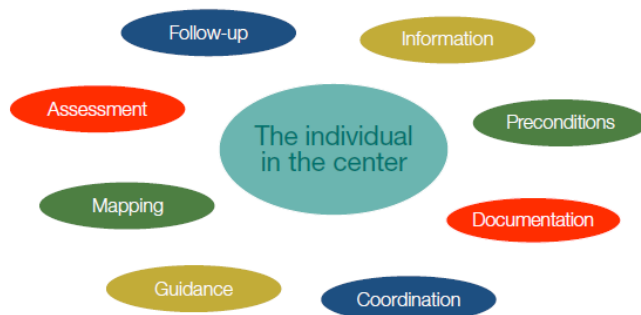 Follow-up
Information
Assessment
The individual
in the center
Preconditions
Mapping
Documentation
Guidance
Coordination